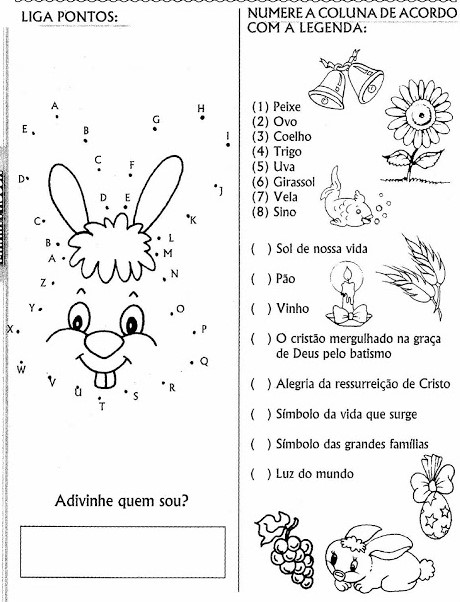 LIGA PONTOS:
A
H
G
E
B
I
C
F
D
D
E
J
K
C
B
L
A
M
N
Z
Y
O
X
P
W
Q
V
U
T
S
R
Adivinhe quem sou?
NUMERE A COLUNA DE ACORDO
COM A LEGENDA:
(1) Peixe
(2) Ovo
(3) Coelho
(4) Trigo
(5) Uva
(6) Girassol
(7) Vela
(8) Sino
( ) Sol de nossa vida
( ) Pão
( ) Vinho
( ) O cristão mergulhado na graça
de Deus pelo batismo
( ) Alegria da ressurreição de Cristo
( ) Símbolo da vida que surge
( ) Símbolo das grandes famílias
( ) Luz do mundo